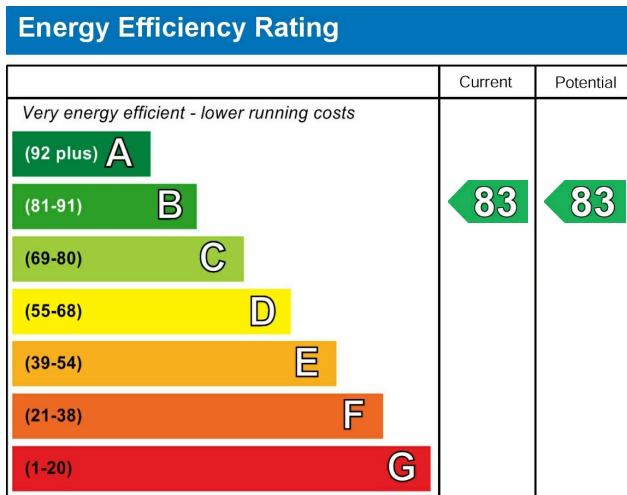 Energy Efficiency Rating
Current Potential
Very energy efficient - lower running costs
(92 plus) A
(81-91) B 83 83
(69-80) C
(55-68) D
(39-54) E
(21-38) F
(1-20) G